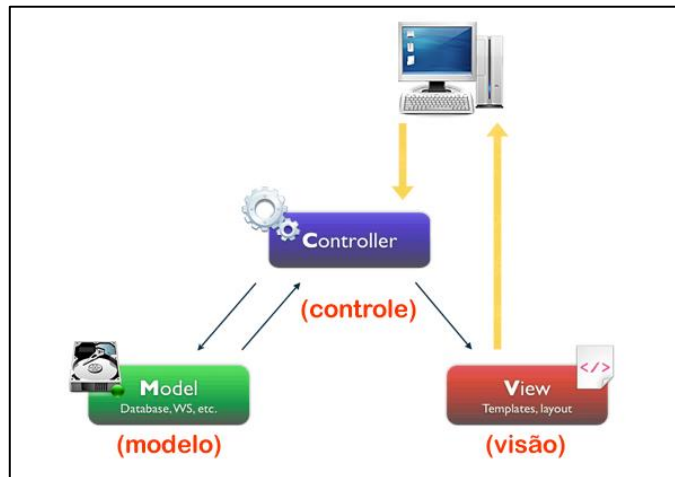 Controller
(controle)
Model
Database, WS, etc.
(modelo)
</>
View
Templates, layout
(visão)